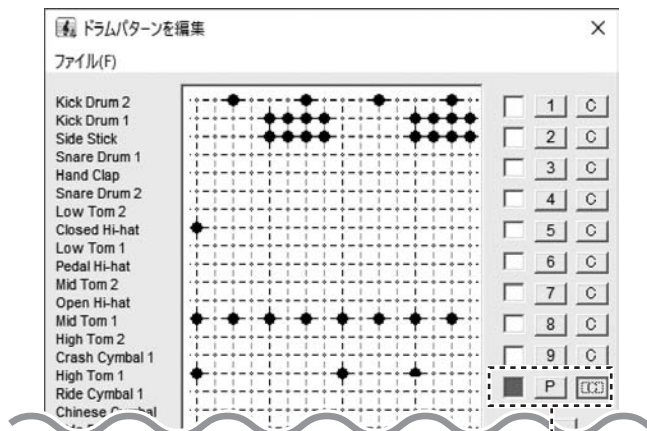 ドラムパターンを編集
ファイル(F)
Kick Drum 2
Kick Drum 1
Side Stick
Snare Drum 1
Hand Clap
Snare Drum 2
Low Tom 2
Closed Hi-hat
Low Tom 1
Pedal Hi-hat
Mid Tom 2
Open Hi-hat
Mid Tom 1
High Tom 2
Crash Cymbal 1
High Tom 1
Ride Cymbal 1
Chinese
1 C
2 C
3 C
4 C
5 C
6 C
7 C
8 C
9 C
P